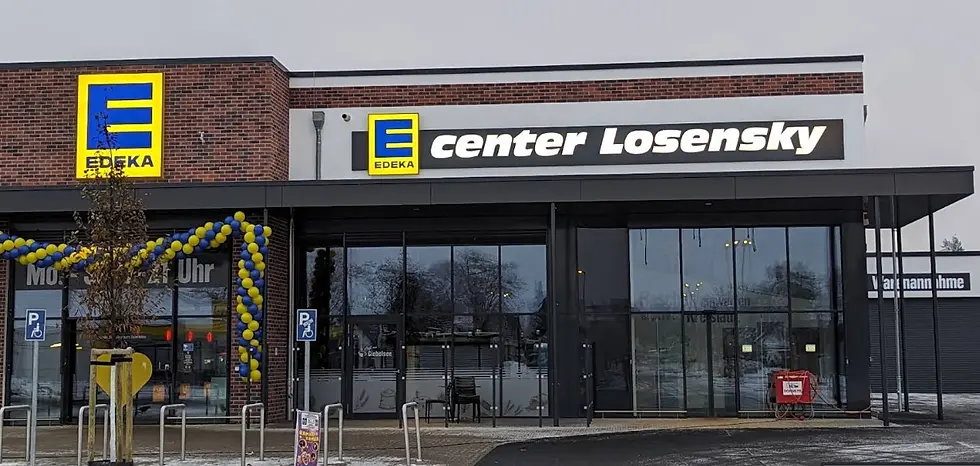 E
EDEKA
E
EDEKA
center Losensky
Uhr
Warenannahme
P
P